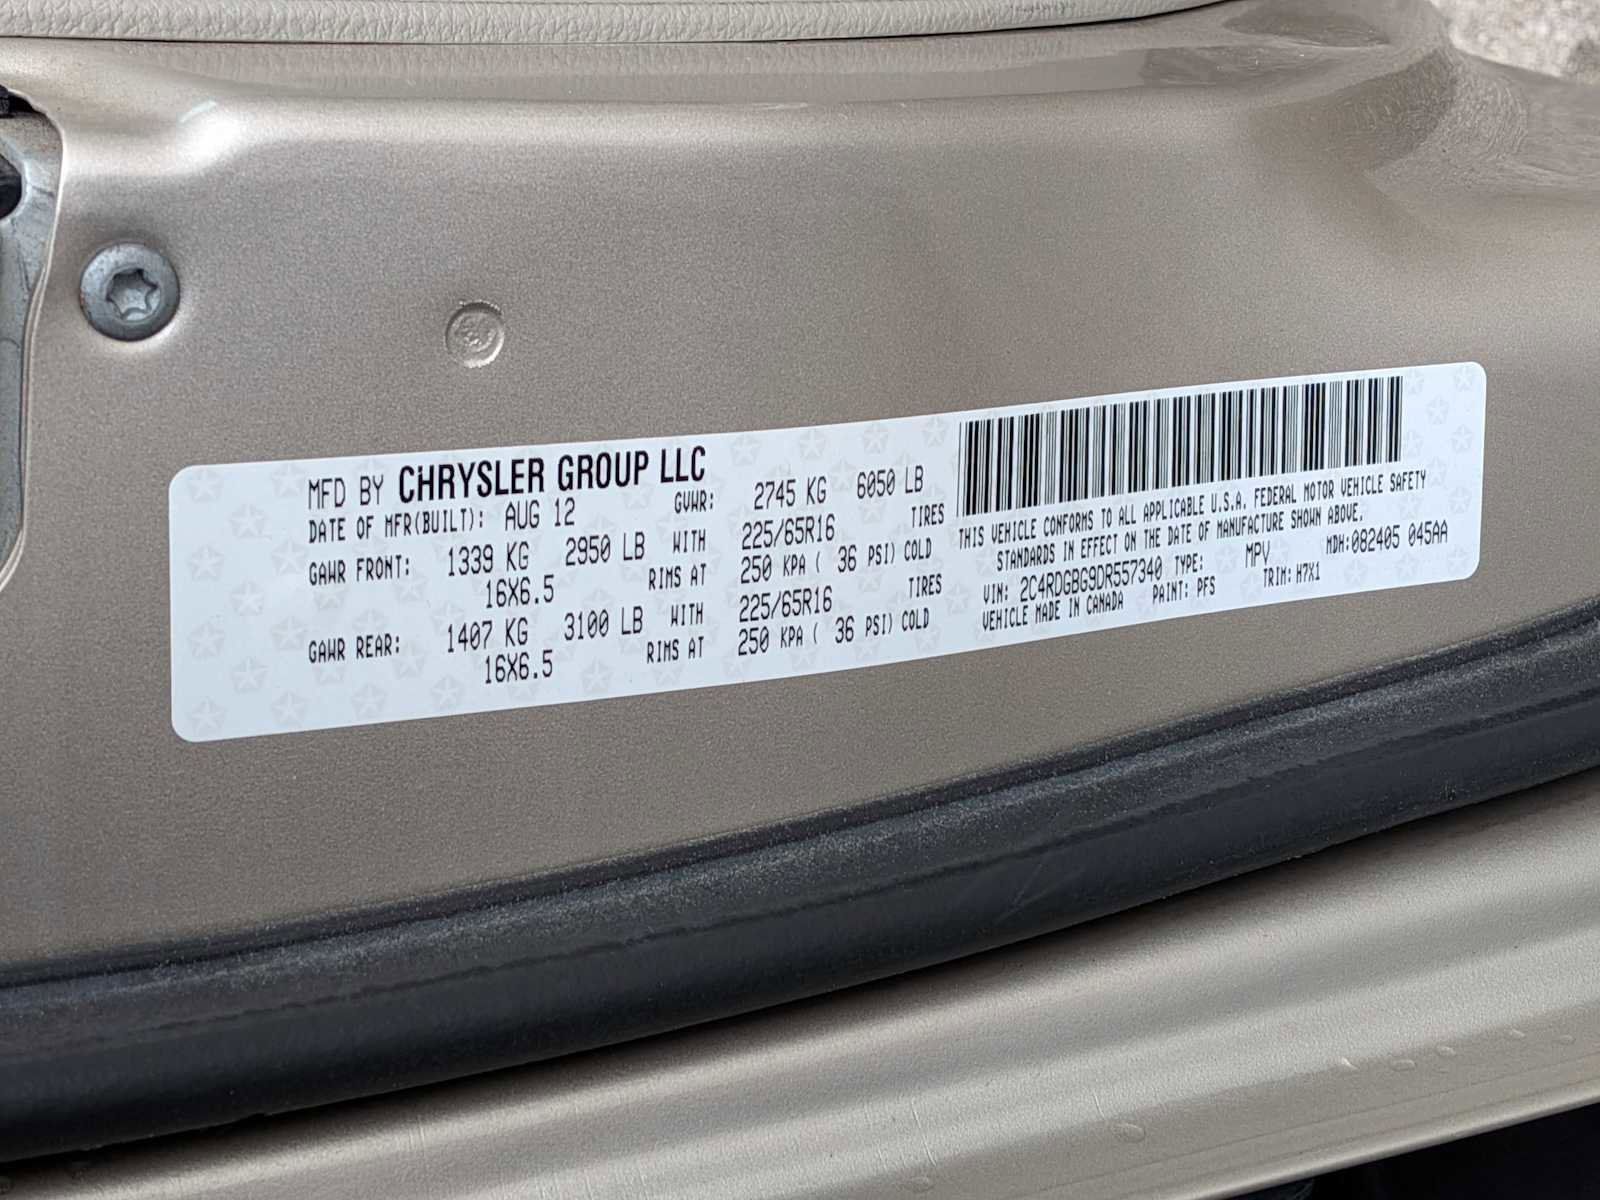 MFD BY CHRYSLER GROUP LLC
DATE OF MFR(BUILT): AUG 12 GVWR: 2745 KG 6050 LB
GAWR FRONT: 1339 KG 2950 LB WITH 225/65R16 TIRES
16X6.5 RIMS AT 250 KPA ( 36 PSI) COLD
GAWR REAR: 1407 KG 3100 LB WITH 225/65R16 TIRES
16X6.5 RIMS AT 250 KPA ( 36 PSI) COLD
THIS VEHICLE CONFORMS TO ALL APPLICABLE U.S.A. FEDERAL MOTOR VEHICLE SAFETY
STANDARDS IN EFFECT ON THE DATE OF MANUFACTURE SHOWN ABOVE.
VIN: 2C4RDGBG9DR557340 TYPE: MPV MDH:082405 045AA
VEHICLE MADE IN CANADA PAINT: PFS TRIM: H7X1